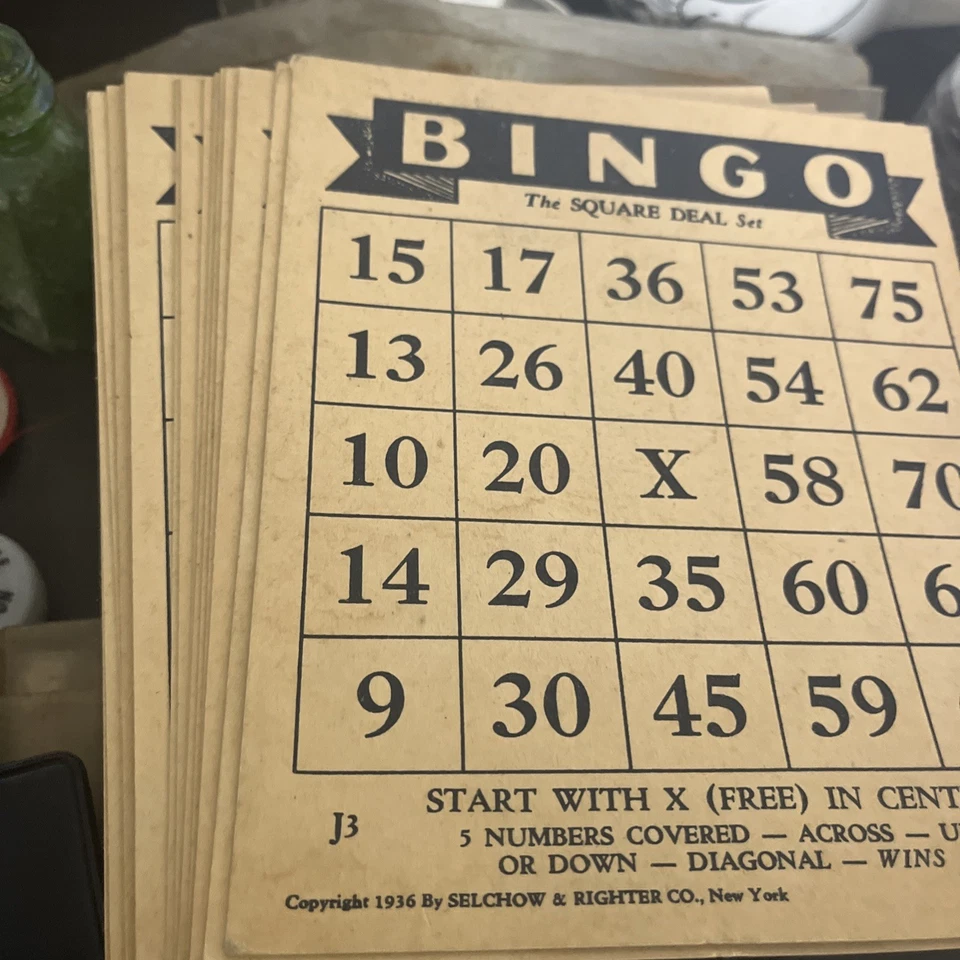 BINGO
The SQUARE DEAL Set
15 17 36 53 75
13 26 40 54 62
10 20 X 58 70
14 29 35 60
9 30 45 59
START WITH X (FREE) IN
J3
5 NUMBERS COVERED — ACROSS —
OR DOWN — DIAGONAL — WINS
Copyright 1936 By SELCHOW & RIGHTER CO., New York